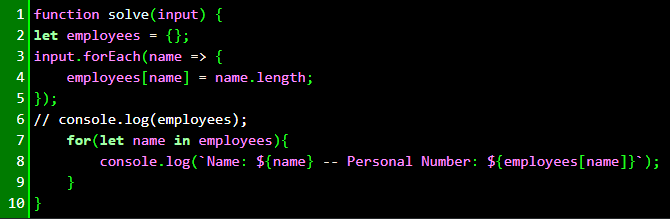 1 function solve(input) {
2 let employees = {};
3 input.forEach(name => {
4     employees[name] = name.length;
5 });
6 // console.log(employees);
7     for(let name in employees){
8         console.log(`Name: ${name} -- Personal Number: ${employees[name]}`);
9     }
10 }